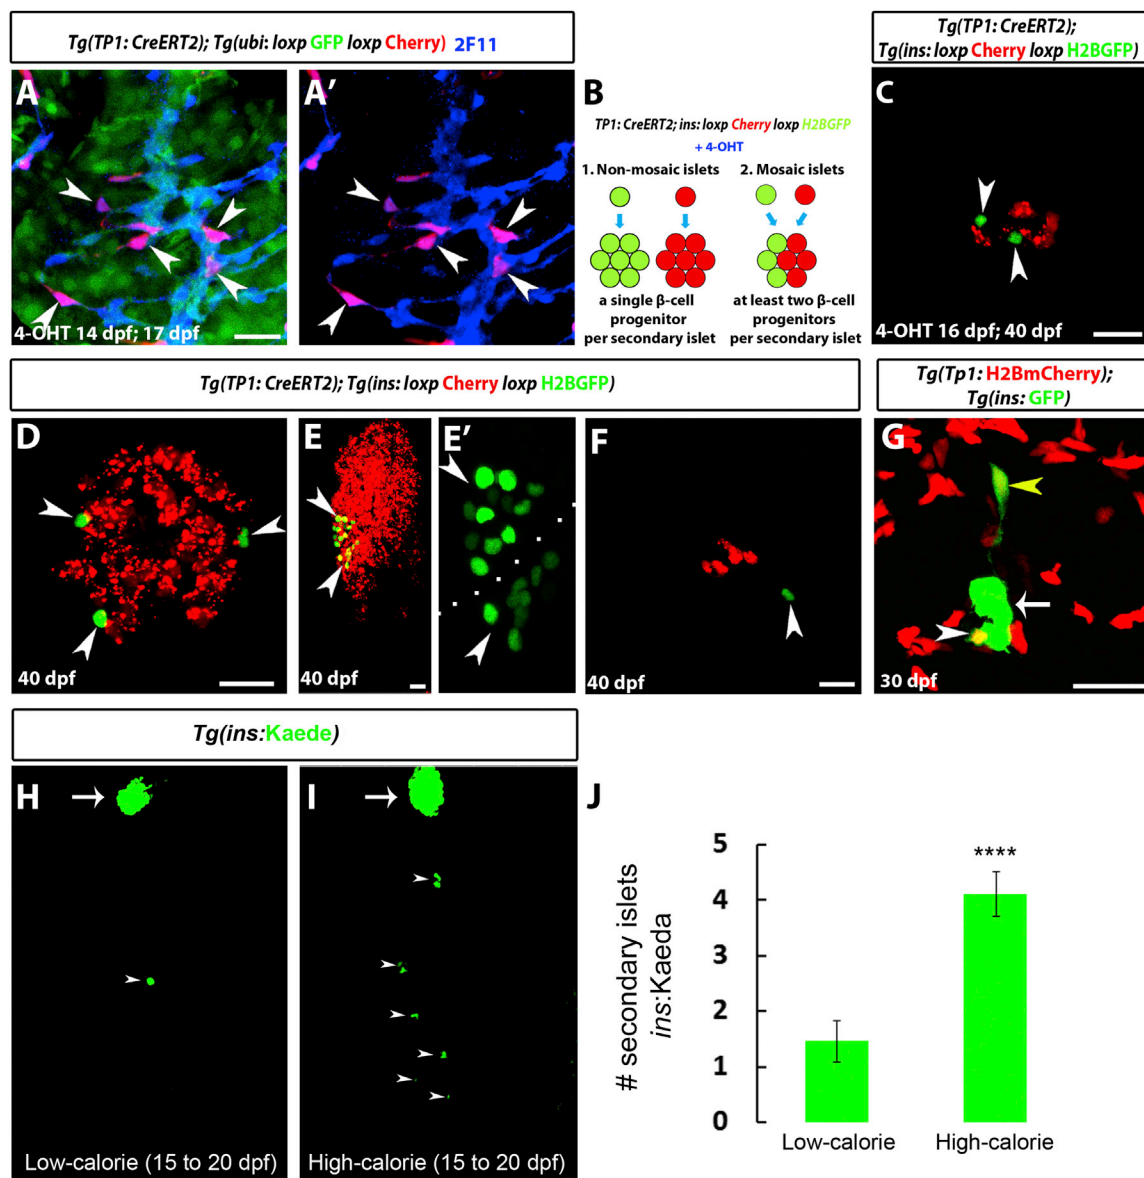 Tg(TP1: CreERT2); Tg(ubi: loxp GFP loxp Cherry) 2F11
A
4-OHT 14 dpf; 17 dpf
A'
B
TP1: CreERT2; ins: loxp Cherry loxp H2BGFP
+ 4-OHT
1. Non-mosaic islets
2. Mosaic islets
a single β-cell
progenitor
per secondary islet
at least two β-cell
progenitors
per secondary islet
Tg(TP1: CreERT2);
Tg(ins: loxp Cherry loxp H2BGFP)
C
4-OHT 16 dpf; 40 dpf
Tg(TP1: CreERT2); Tg(ins: loxp Cherry loxp H2BGFP)
D
40 dpf
E
40 dpf
E'
F
40 dpf
Tg(Tp1: H2BmCherry);
Tg(ins: GFP)
G
30 dpf
Tg(ins:Kaede)
H
Low-calorie (15 to 20 dpf)
I
High-calorie (15 to 20 dpf)
J
# secondary islets
ins:Kaeda
5
4
3
2
1
0
****
Low-calorie
High-calorie